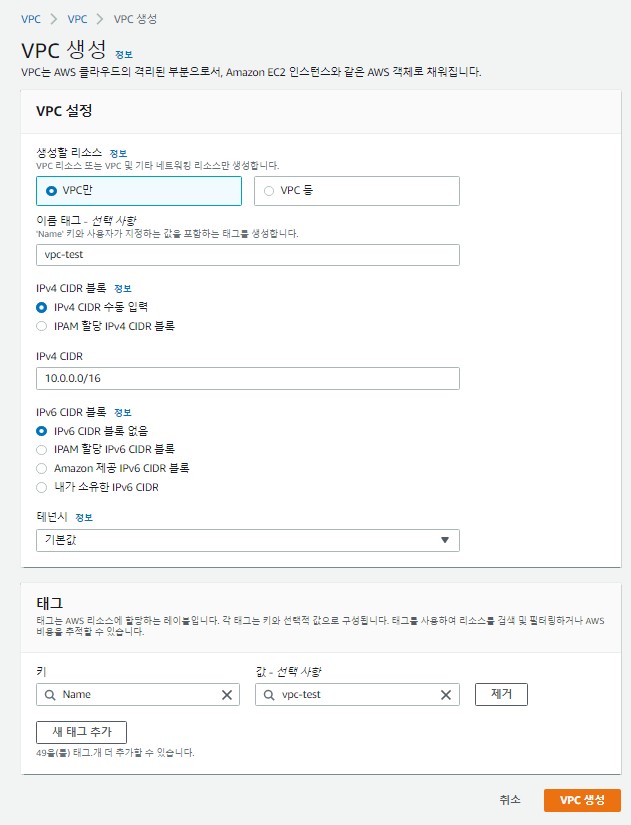 VPC > VPC > VPC 생성
VPC 생성 정보
VPC는 AWS 클라우드의 격리된 부분으로서, Amazon EC2 인스턴스와 같은 AWS 객체로 채워집니다.
VPC 설정
생성할 리소스 정보
VPC 리소스 또는 VPC 및 기타 네트워킹 리소스만 생성합니다.
VPC만
VPC 등
이름 태그 - 선택 사항
'Name' 키와 사용자가 지정하는 값을 포함하는 태그를 생성합니다.
vpc-test
IPv4 CIDR 블록 정보
IPv4 CIDR 수동 입력
IPAM 할당 IPv4 CIDR 블록
IPv4 CIDR
10.0.0.0/16
IPv6 CIDR 블록 정보
IPv6 CIDR 블록 없음
IPAM 할당 IPv6 CIDR 블록
Amazon 제공 IPv6 CIDR 블록
내가 소유한 IPv6 CIDR
테넌시 정보
기본값
태그
태그는 AWS 리소스에 할당하는 레이블입니다. 각 태그는 키와 선택적 값으로 구성됩니다. 태그를 사용하여 리소스를 검색 및 필터링하거나 AWS
비용을 추적할 수 있습니다.
키
값 - 선택 사항
Name
vpc-test
제거
새 태그 추가
49을(를) 태그.개 더 추가할 수 있습니다.
취소
VPC 생성